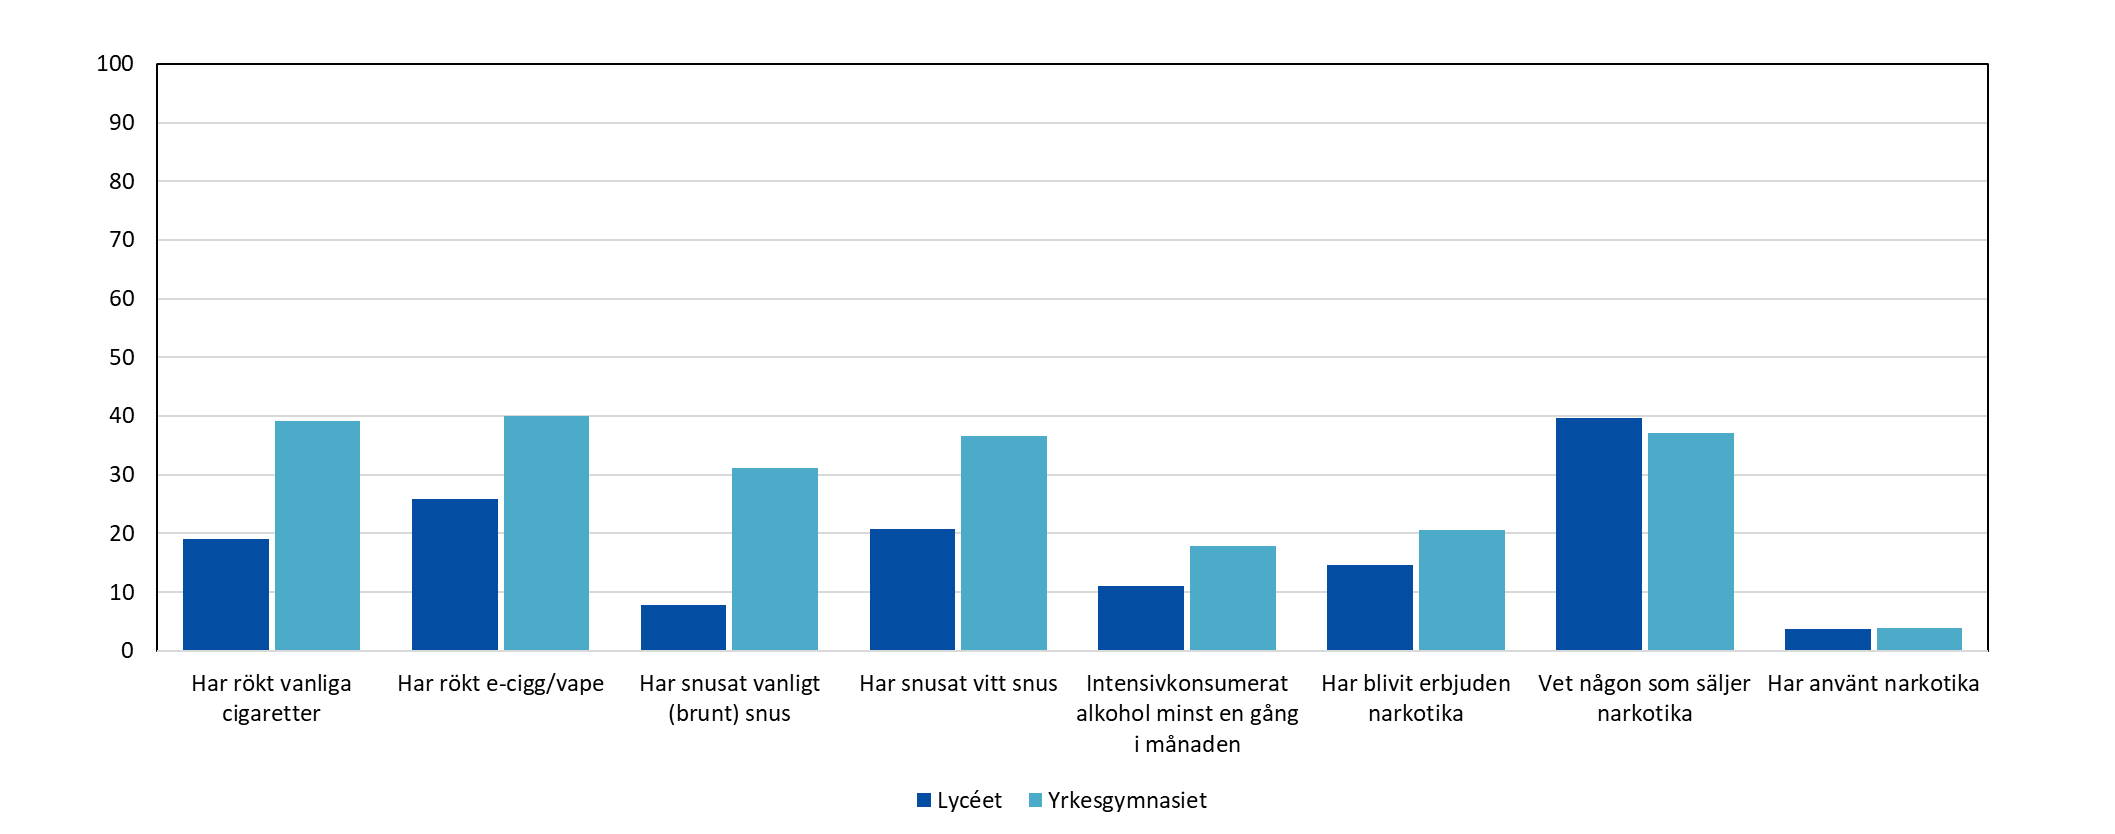 100
90
80
70
60
50
40
30
20
10
0
Har rökt vanliga
cigaretter
Har rökt e-cigg/vape
Har snusat vanligt
(brunt) snus
Har snusat vitt snus
Intensivkonsumerat
alkohol minst en gång
i månaden
Har blivit erbjuden
narkotika
Vet någon som säljer
narkotika
Har använt narkotika
Lycéet
Yrkesgymnasiet